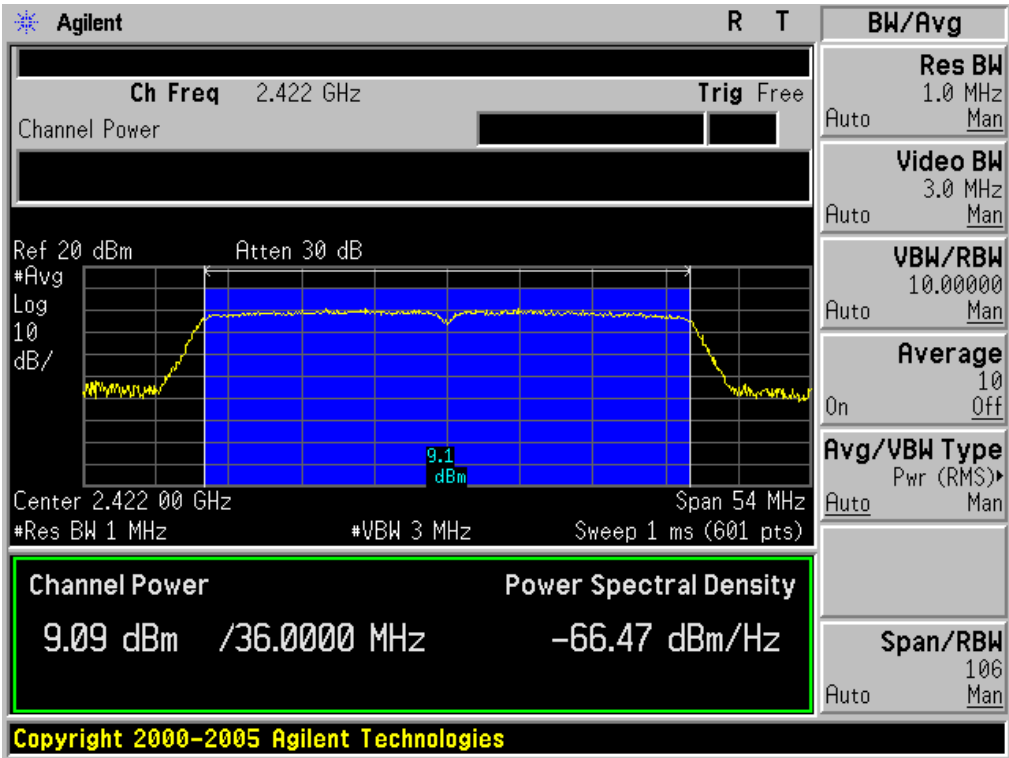 Agilent R T
Ch Freq 2.422 GHz Trig Free
Channel Power
Ref 20 dBm Atten 30 dB
#Avg
Log
10
dB/
9.1
dBm
Center 2.422 00 GHz Span 54 MHz
#Res BW 1 MHz #VBW 3 MHz Sweep 1 ms (601 pts)
Channel Power Power Spectral Density
9.09 dBm /36.0000 MHz -66.47 dBm/Hz
Copyright 2000-2005 Agilent Technologies
BW/Avg
Res BW
1.0 MHz
Auto Man
Video BW
3.0 MHz
Auto Man
VBW/RBW
10.00000
Auto Man
Average
10
On Off
Avg/VBW Type
Pwr (RMS)▸
Auto Man
Span/RBW
106
Auto Man